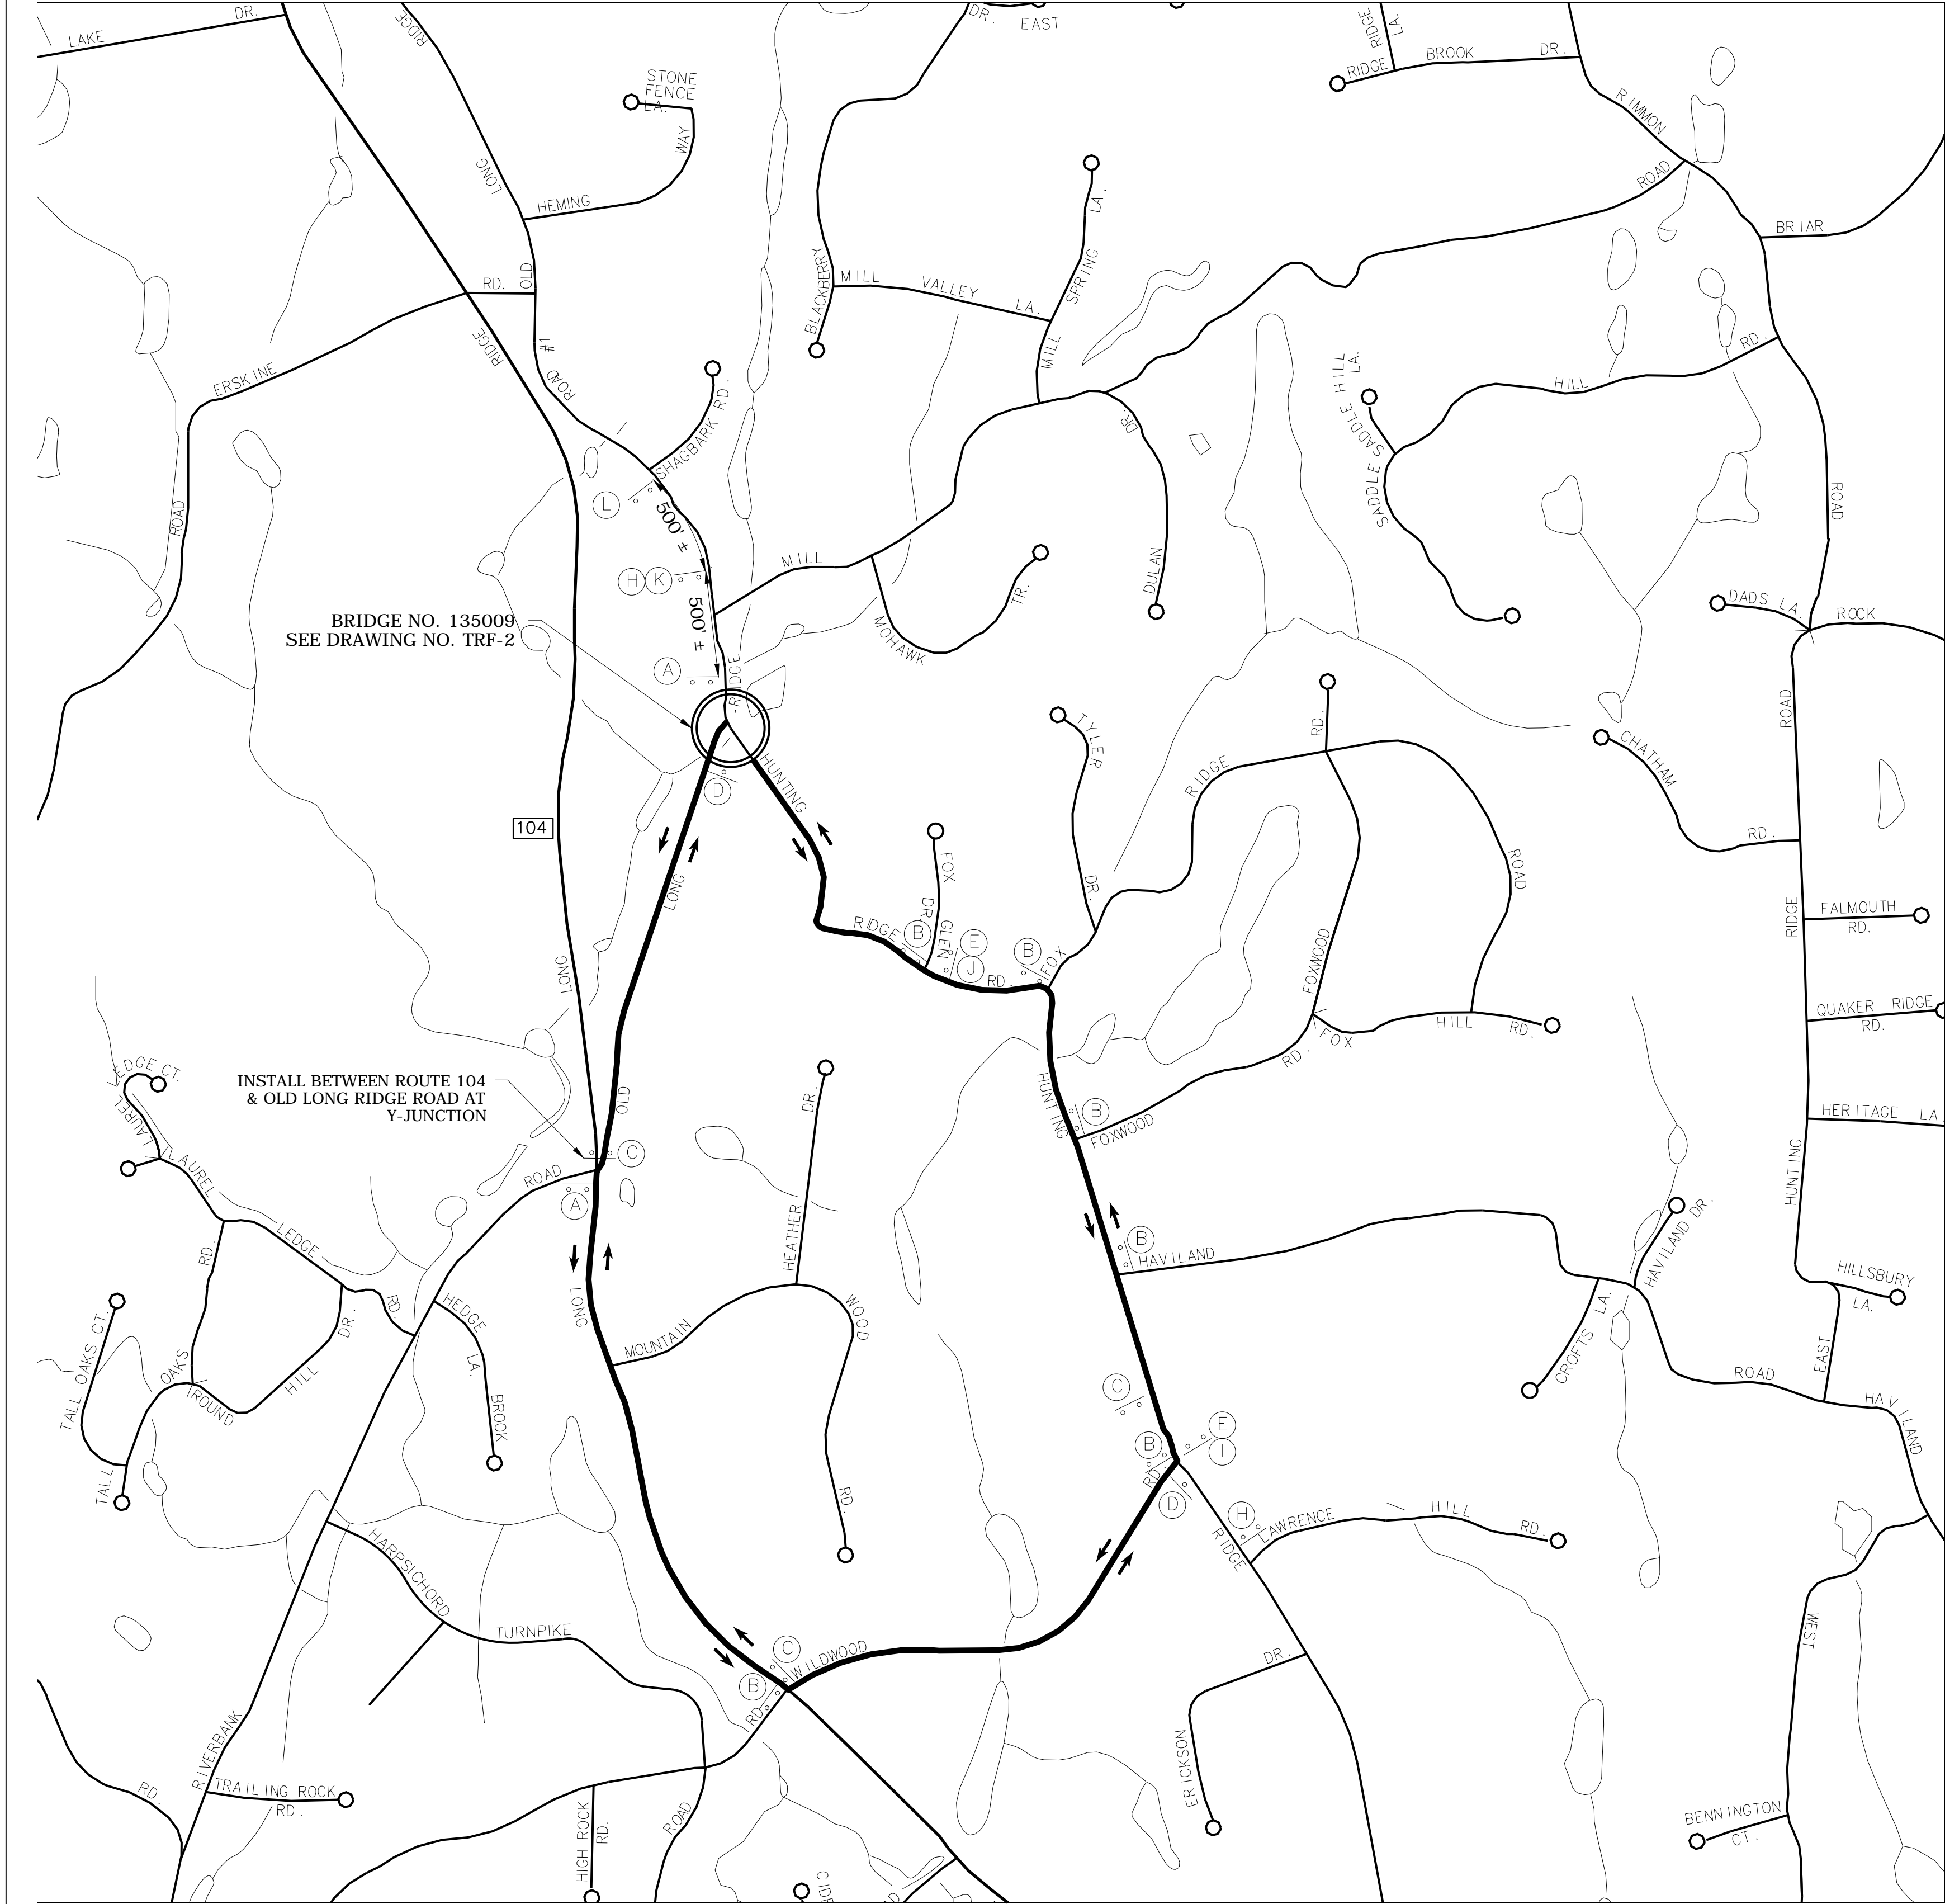 LAKE
DR.
RIDGE
LONG
DR.
EAST
RIDGE
LA.
RIDGE
BROOK
DR.
RIMMON
ROAD
STONE
FENCE
LA.
WAY
HEMING
BRIAR
RD.
OLD
RIDGE
#1
ROAD
ERSKINE
ROAD
BLACKBERRY
MILL
VALLEY
LA.
SPRING
LA.
MILL
DR.
SADDLE HILL
LA.
SADDLE
HILL
RD.
SADDLE
ROAD
SHAGBARK RD.
L
500' ±
H
K
500' ±
MILL
MOHAWK
TR.
DULAN
DADS LA.
ROCK
BRIDGE NO. 135009
SEE DRAWING NO. TRF-2
A
RIDGE
D
HUNTING
TYLER
DR.
RIDGE
RD.
ROAD
CHATHAM
RD.
ROAD
104
LONG
FOX
GLEN
DR.
RIDGE
B
E
J
RD.
B
FOX
FOXWOOD
FOX
HILL
RD.
RD.
FALMOUTH
RD.
RIDGE
QUAKER RIDGE
RD.
HERITAGE LA.
HUNTING
LONG
LEDGE CT.
LAUREL
LAUREL
LEDGE
RD.
INSTALL BETWEEN ROUTE 104
& OLD LONG RIDGE ROAD AT
Y-JUNCTION
OLD
C
ROAD
A
LONG
HEATHER
DR.
HUNTING
B
FOXWOOD
B
HAVILAND
HAVILAND DR.
HILLSBURY
LA.
EAST
CROFTS
LA.
ROAD
HAVILAND
RD.
TALL OAKS CT.
OAKS
TALL
ROUND
HILL
DR.
HEDGE
LA.
BROOK
MOUNTAIN
WOOD
RD.
C
B
E
I
RD.
D
H
LAWRENCE
HILL
RD.
RIDGE
HARPSICHORD
TURNPIKE
C
WILDWOOD
B
RD.
DR.
ERICKSON
WEST
BENNINGTON
CT.
RIVERBANK
TRAILING ROCK
RD.
RD.
HIGH ROCK
RD.
ROAD